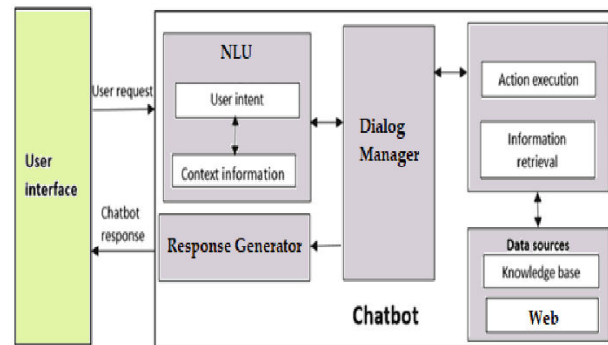 User
interface
User request
Chatbot
response
NLU
User intent
Context information
Response Generator
Dialog
Manager
Action execution
Information
retrieval
Data sources
Knowledge base
Web
Chatbot